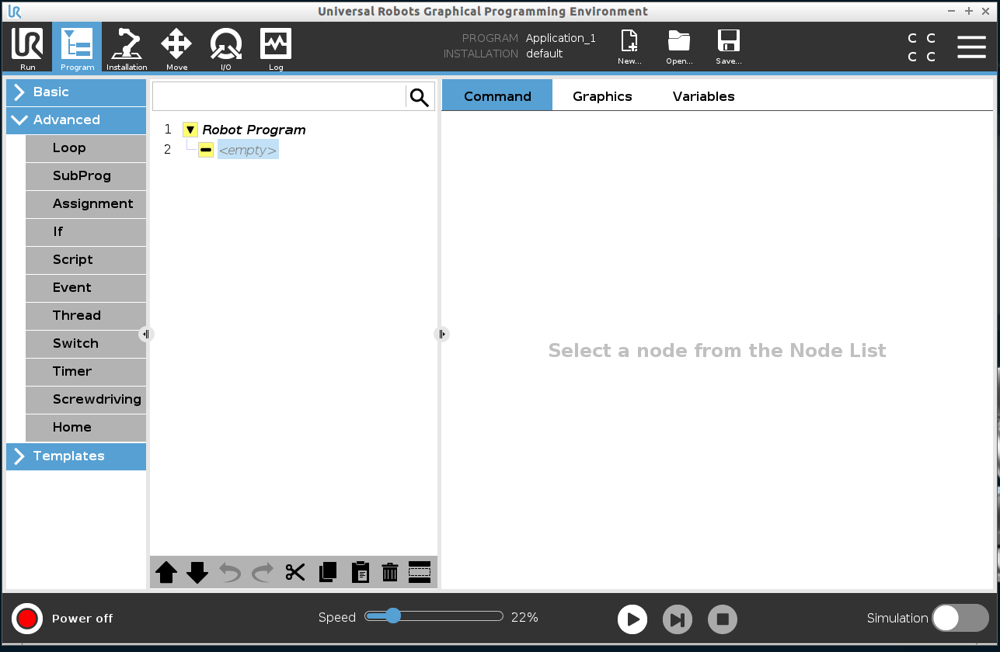 Universal Robots Graphical Programming Environment
UR
Run
Program
Installation
Move
I/O
Log
PROGRAM Application_1
INSTALLATION default
New...
Open...
Save...
C C
C C
Basic
Advanced
Loop
SubProg
Assignment
If
Script
Event
Thread
Switch
Timer
Screwdriving
Home
Templates
1 Robot Program
2 <empty>
Command
Graphics
Variables
Select a node from the Node List
Power off
Speed
22%
Simulation